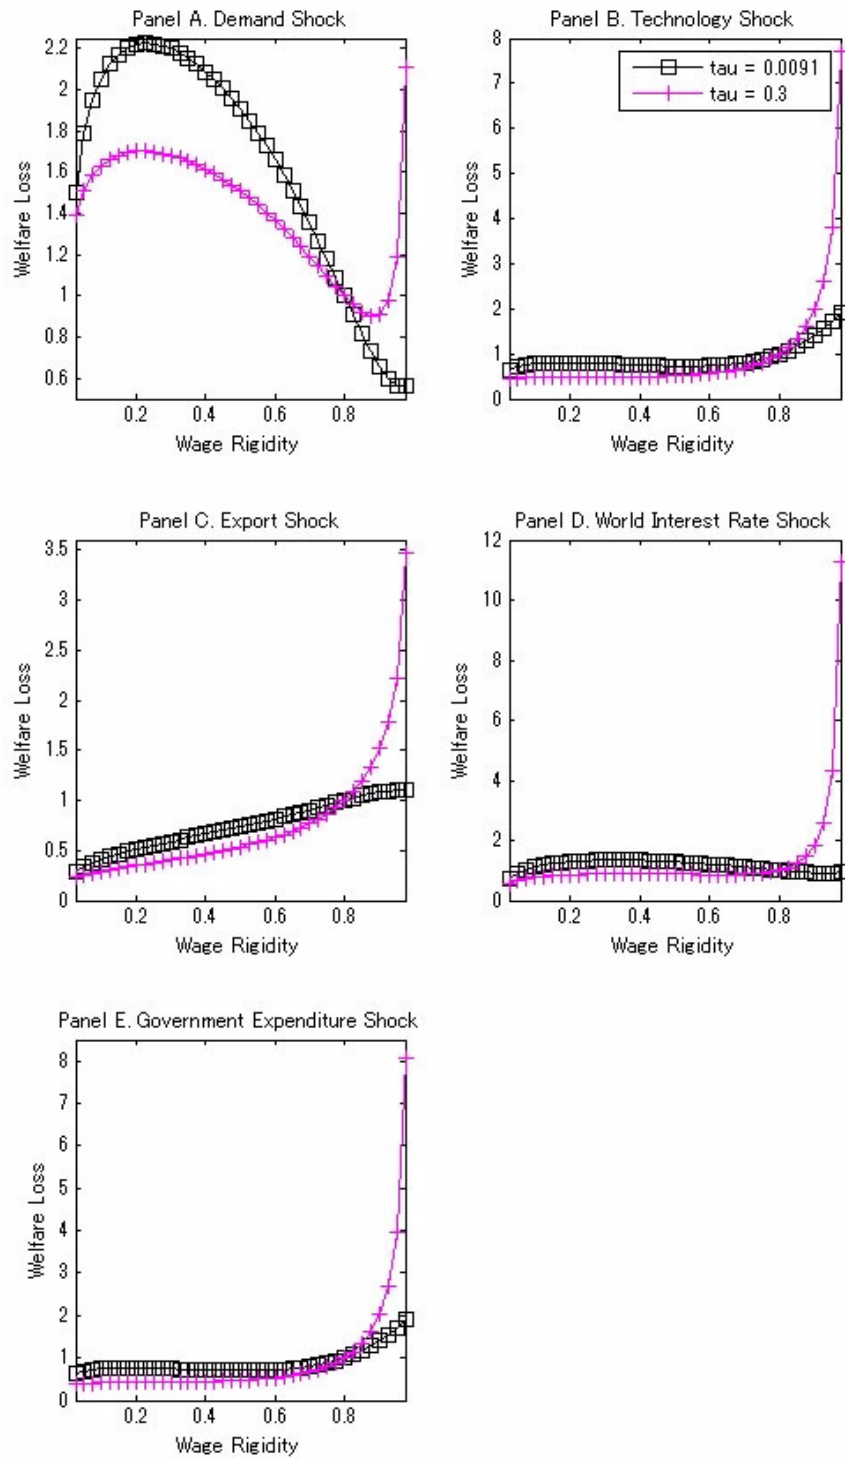 Panel A. Demand Shock
2.2
2
1.8
1.6
1.4
1.2
1
0.8
0.6
Welfare Loss
0.2 0.4 0.6 0.8
Wage Rigidity
Panel B. Technology Shock
8
7
6
5
4
3
2
1
0
Welfare Loss
tau = 0.0091
tau = 0.3
0.2 0.4 0.6 0.8
Wage Rigidity
Panel C. Export Shock
3.5
3
2.5
2
1.5
1
0.5
0
Welfare Loss
0.2 0.4 0.6 0.8
Wage Rigidity
Panel D. World Interest Rate Shock
12
10
8
6
4
2
0
Welfare Loss
0.2 0.4 0.6 0.8
Wage Rigidity
Panel E. Government Expenditure Shock
8
7
6
5
4
3
2
1
0
Welfare Loss
0.2 0.4 0.6 0.8
Wage Rigidity